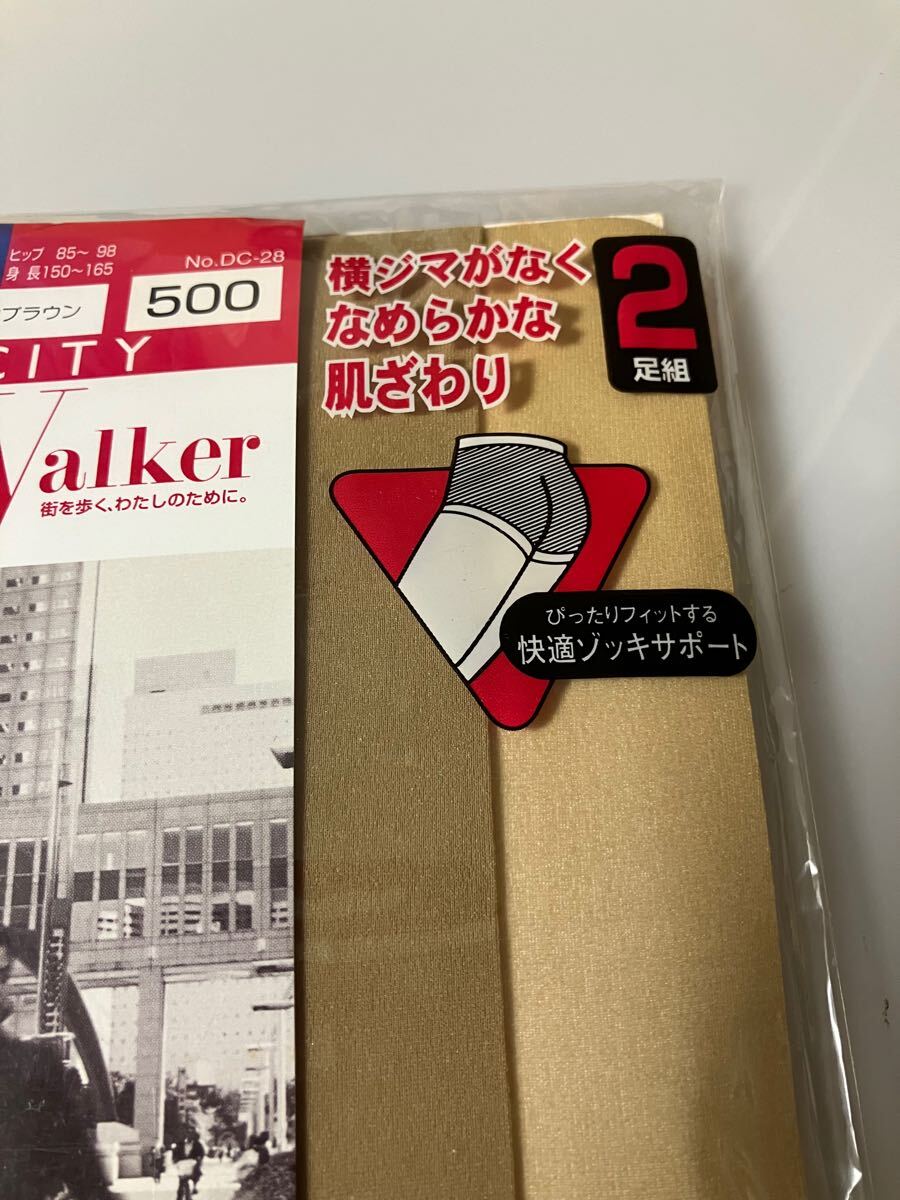 ヒップ 85〜 98
身 長150〜165
No.DC-28
ブラウン
500
CITY
Walker
街を歩く、わたしのために。
横ジマがなく
なめらかな
肌ざわり
2
足組
ぴったりフィットする
快適ゾッキサポート